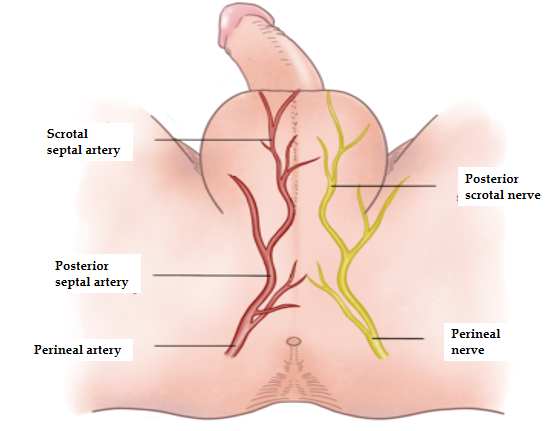 Scrotal
septal artery
Posterior
scrotal nerve
Posterior
septal artery
Perineal
nerve
Perineal artery